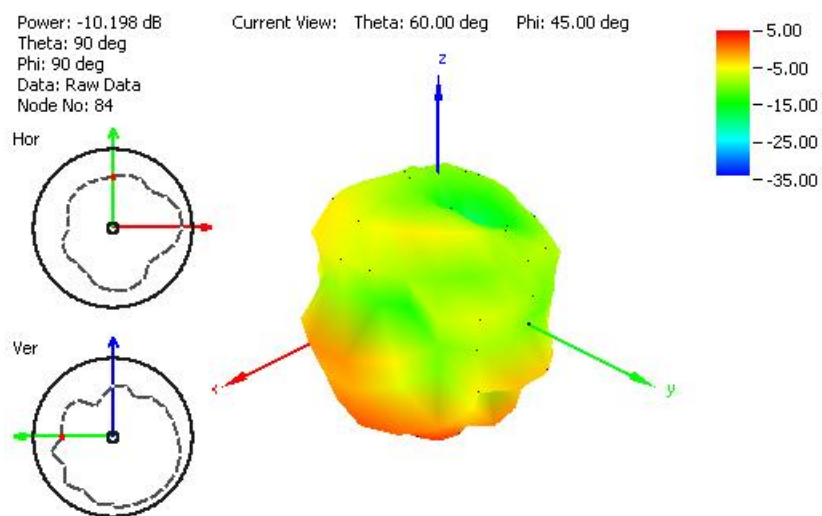 Power: -10.198 dB
Theta: 90 deg
Phi: 90 deg
Data: Raw Data
Node No: 84
Current View: Theta: 60.00 deg Phi: 45.00 deg
Hor
Ver
z
x
y
5.00
-5.00
-15.00
-25.00
-35.00